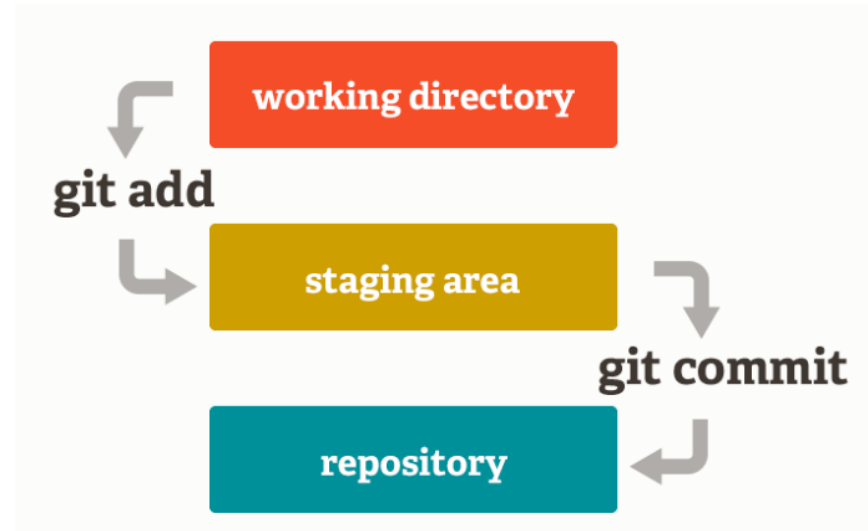 working directory
git add
staging area
git commit
repository